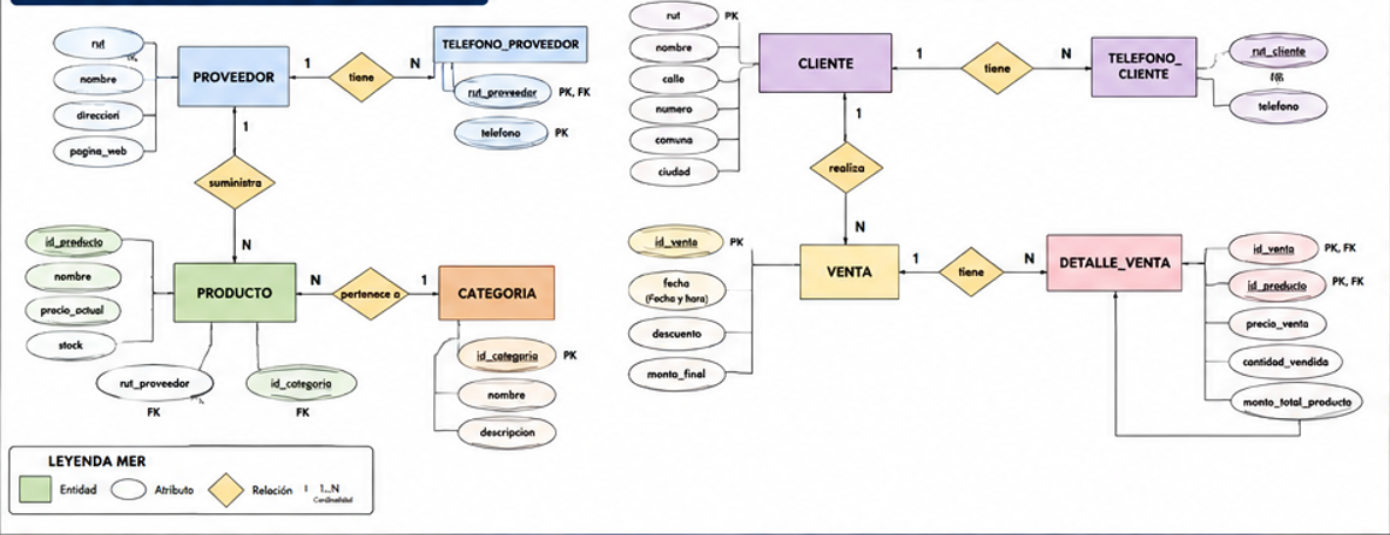 rut
nombre
direccion
pagina_web
PROVEEDOR
1
tiene
N
TELEFONO_PROVEEDOR
rut_proveedor PK, FK
telefono PK
1
suministra
N
id_producto
nombre
precio_actual
stock
PRODUCTO
N
pertenece a
1
CATEGORIA
rut_proveedor
FK
id_categoria
FK
id_categoria PK
nombre
descripcion
rut PK
nombre
calle
numero
comuna
ciudad
CLIENTE
1
tiene
N
TELEFONO_
CLIENTE
rut_cliente
telefono
1
realiza
N
id_venta PK
fecha
(Fecha y hora)
descuento
monto_final
VENTA
1
tiene
N
DETALLE_VENTA
id_venta PK, FK
id_producto PK, FK
precio_venta
cantidad_vendida
monto_total_producto
LEYENDA MER
Entidad
Atributo
Relación
1 1..N
Cardinalidad